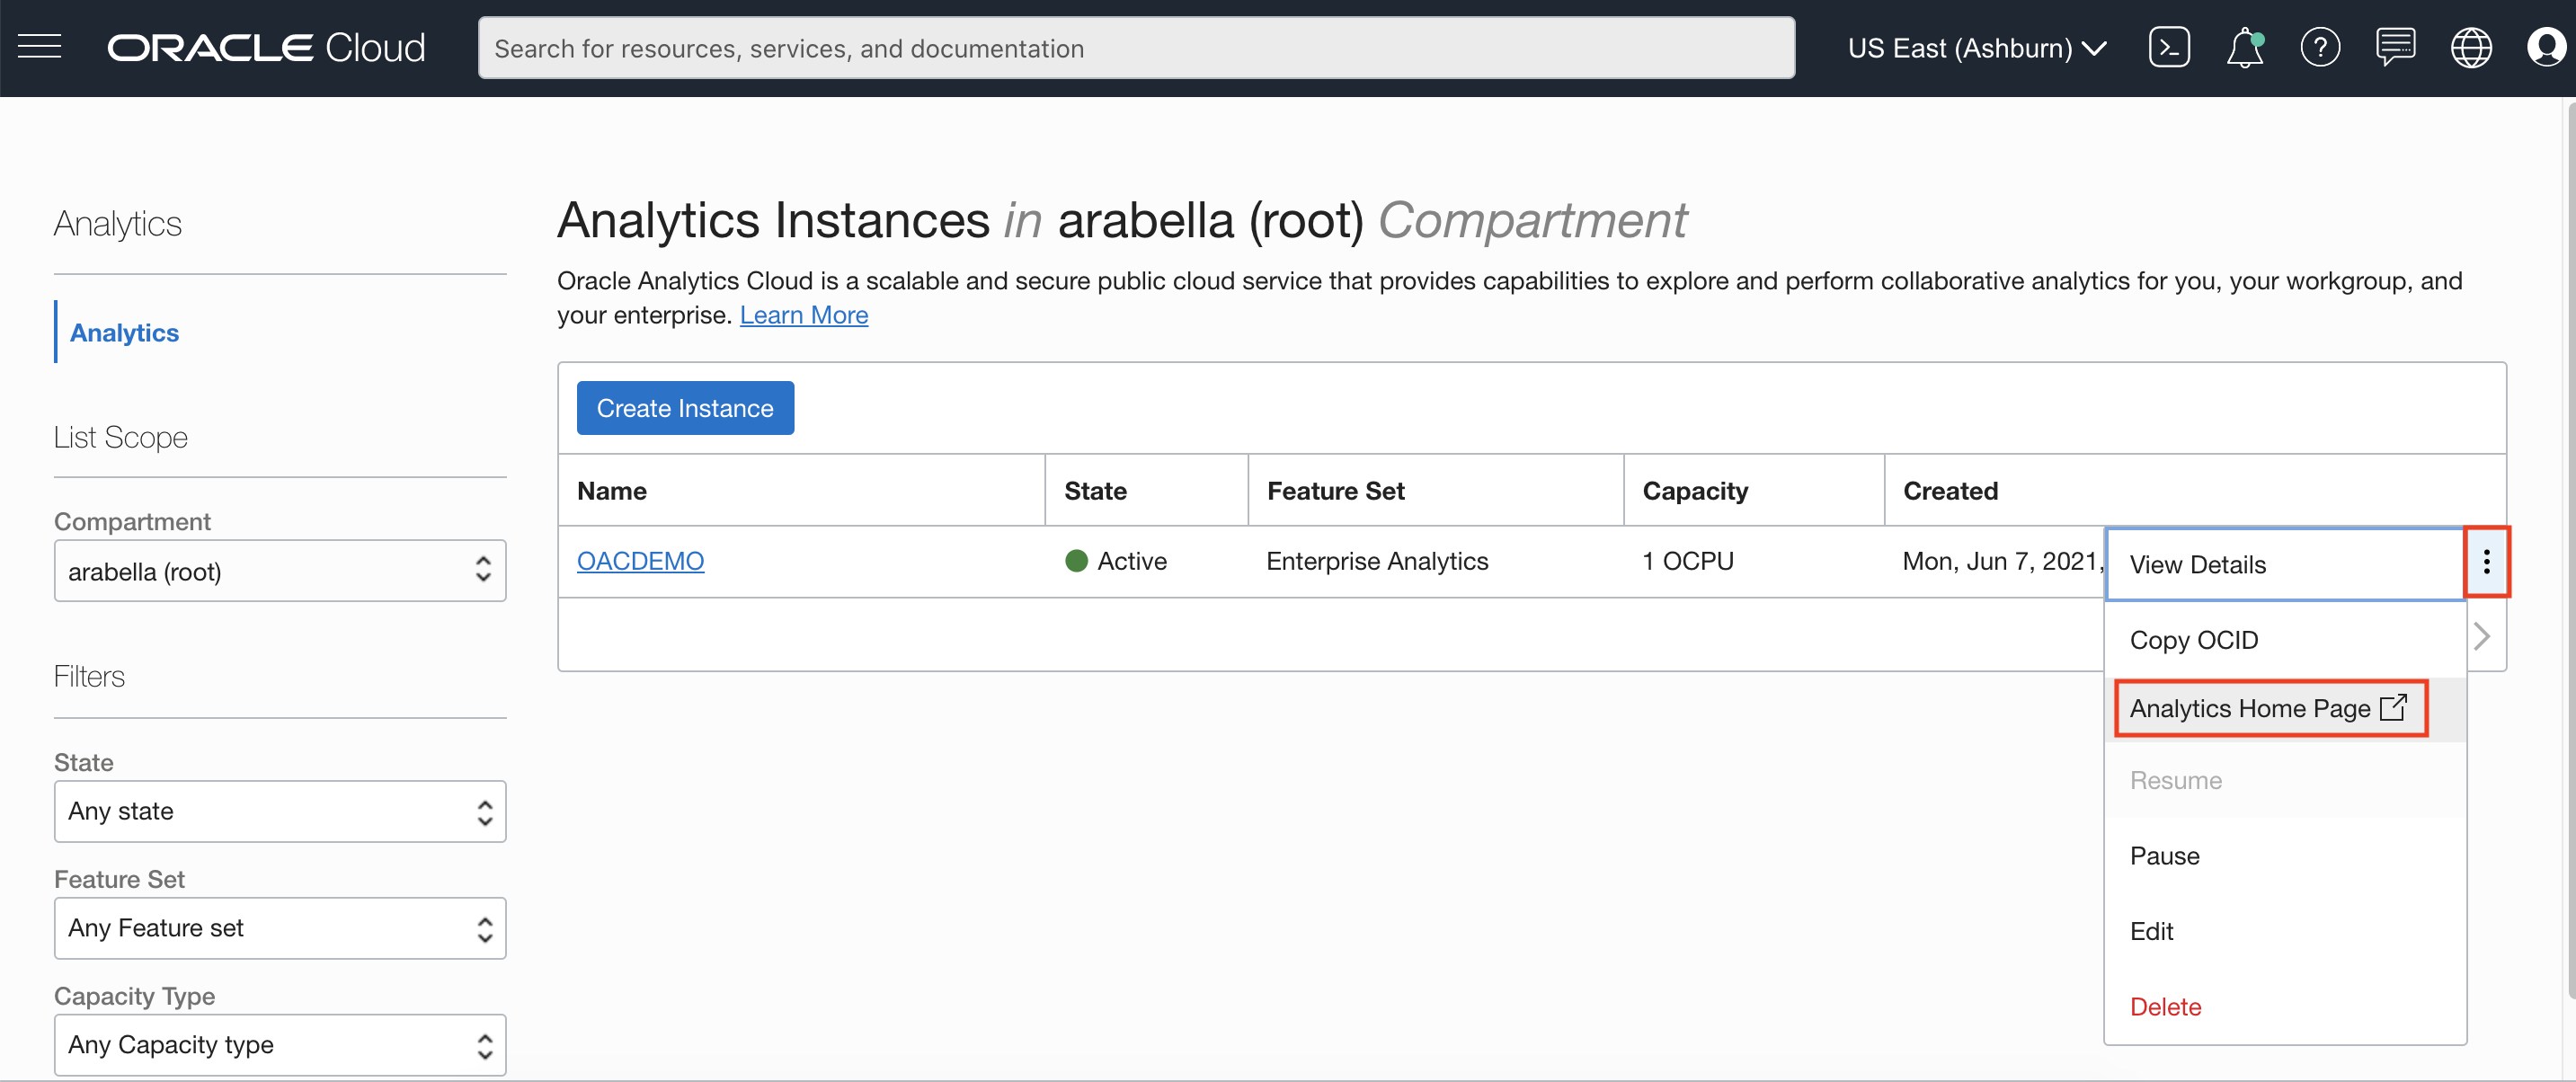 ORACLE Cloud
Search for resources, services, and documentation
US East (Ashburn)
Analytics
Analytics
List Scope
Compartment
arabella (root)
Filters
State
Any state
Feature Set
Any Feature set
Capacity Type
Any Capacity type
Analytics Instances in arabella (root) Compartment
Oracle Analytics Cloud is a scalable and secure public cloud service that provides capabilities to explore and perform collaborative analytics for you, your workgroup, and
your enterprise. Learn More
Create Instance
Name State Feature Set Capacity Created
OACDEMO Active Enterprise Analytics 1 OCPU Mon, Jun 7, 2021,
View Details
Copy OCID
Analytics Home Page
Resume
Pause
Edit
Delete